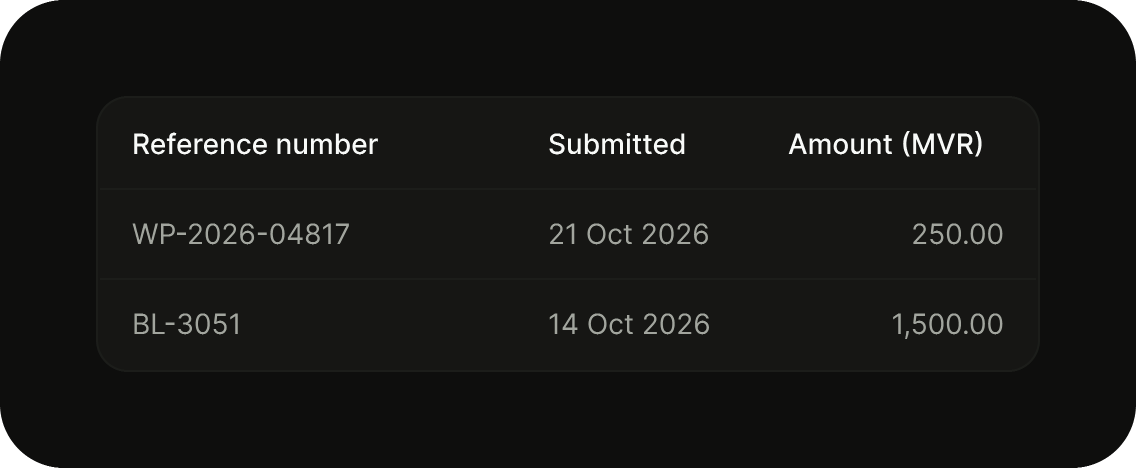 Reference number Submitted Amount (MVR)
WP-2026-04817 21 Oct 2026 250.00
BL-3051 14 Oct 2026 1,500.00